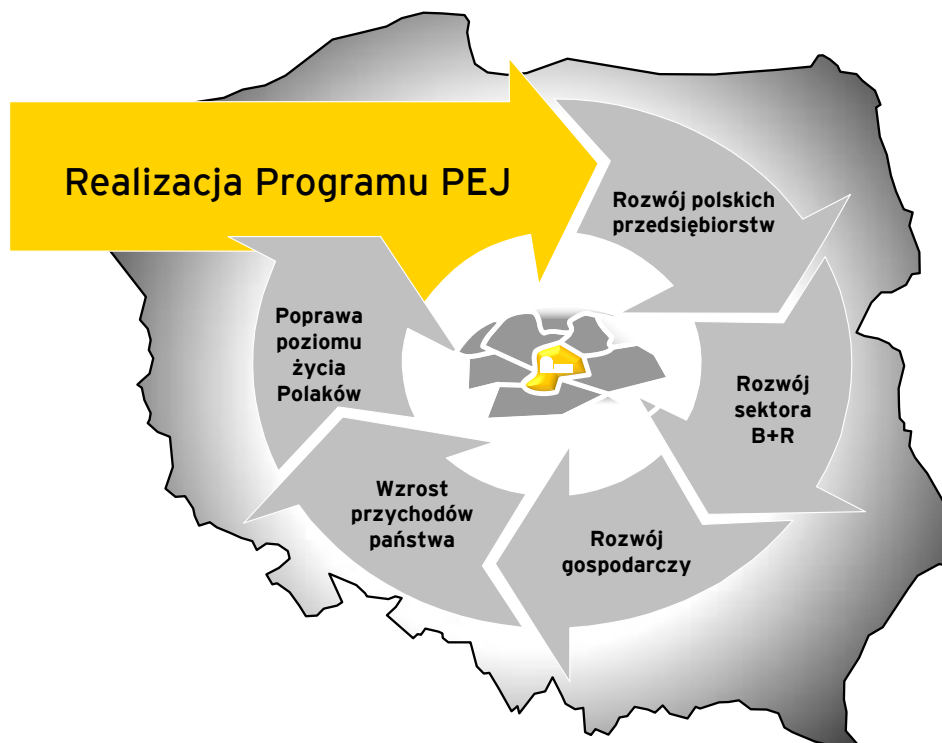 Realizacja Programu PEJ
Rozwój polskich
przedsiębiorstw
Rozwój
sektora
B+R
Rozwój
gospodarczy
Wzrost
przychodów
państwa
Poprawa
poziomu
życia
Polaków